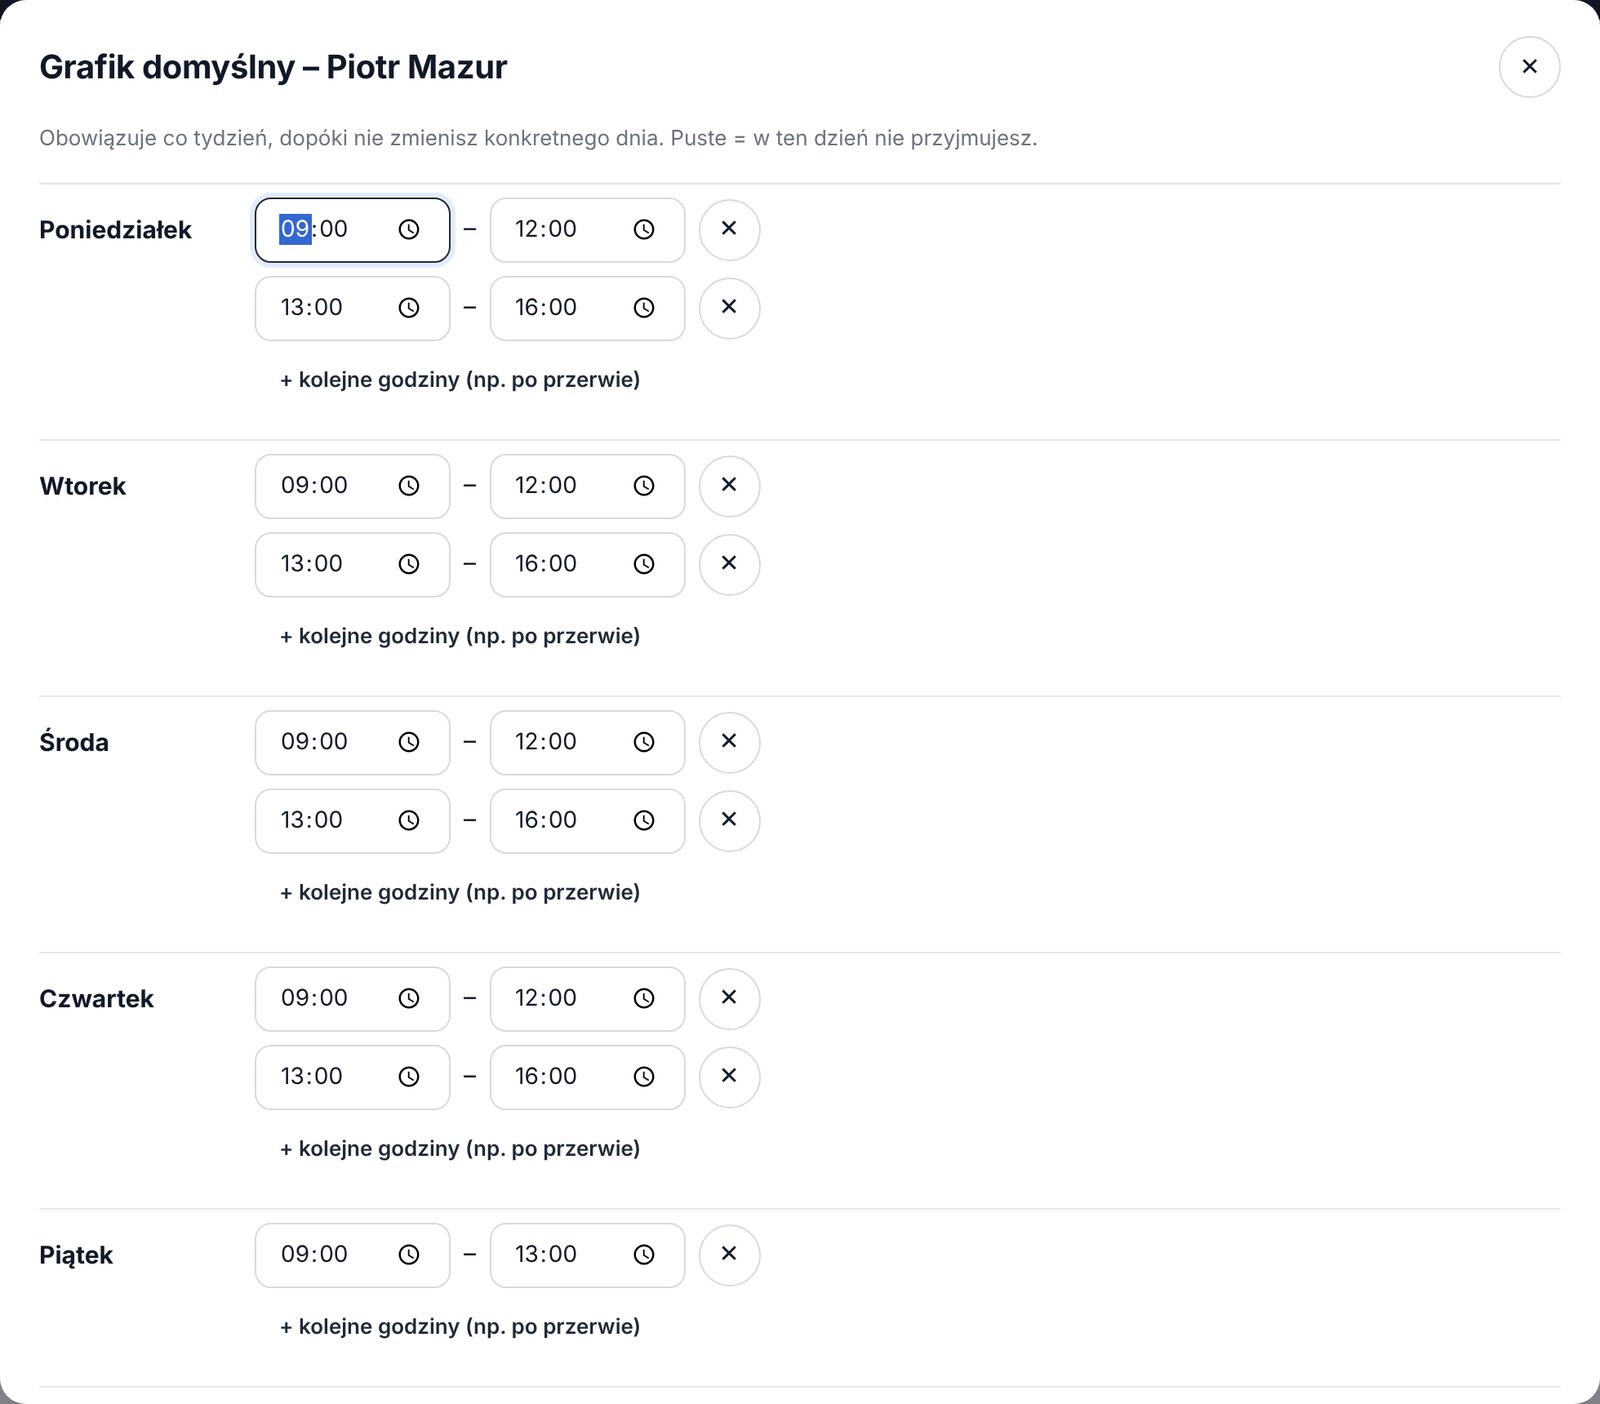 Grafik domyślny – Piotr Mazur
Obowiązuje co tydzień, dopóki nie zmienisz konkretnego dnia. Puste = w ten dzień nie przyjmujesz.
Poniedziałek 09:00 – 12:00 ✕
13:00 – 16:00 ✕
+ kolejne godziny (np. po przerwie)
Wtorek 09:00 – 12:00 ✕
13:00 – 16:00 ✕
+ kolejne godziny (np. po przerwie)
Środa 09:00 – 12:00 ✕
13:00 – 16:00 ✕
+ kolejne godziny (np. po przerwie)
Czwartek 09:00 – 12:00 ✕
13:00 – 16:00 ✕
+ kolejne godziny (np. po przerwie)
Piątek 09:00 – 13:00 ✕
+ kolejne godziny (np. po przerwie)